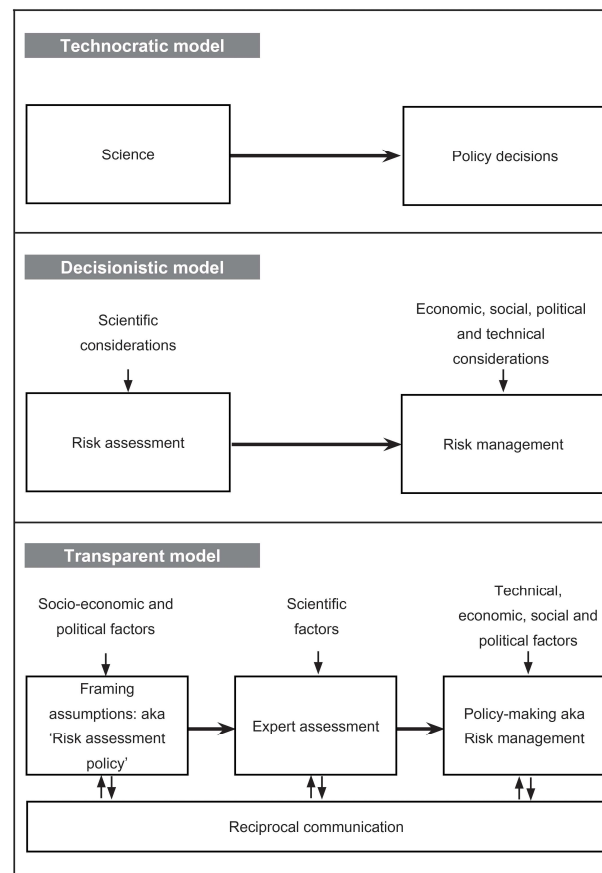 Technocratic model
Science
Policy decisions
Decisionistic model
Scientific
considerations
Economic, social, political
and technical
considerations
Risk assessment
Risk management
Transparent model
Socio-economic and
political factors
Scientific
factors
Technical,
economic, social and
political factors
Framing
assumptions: aka
‘Risk assessment
policy’
Expert assessment
Policy-making aka
Risk management
Reciprocal communication